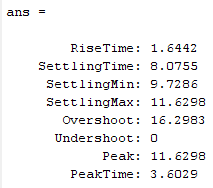 ans =
RiseTime: 1.6442
SettlingTime: 8.0755
SettlingMin: 9.7286
SettlingMax: 11.6298
Overshoot: 16.2983
Undershoot: 0
Peak: 11.6298
PeakTime: 3.6029